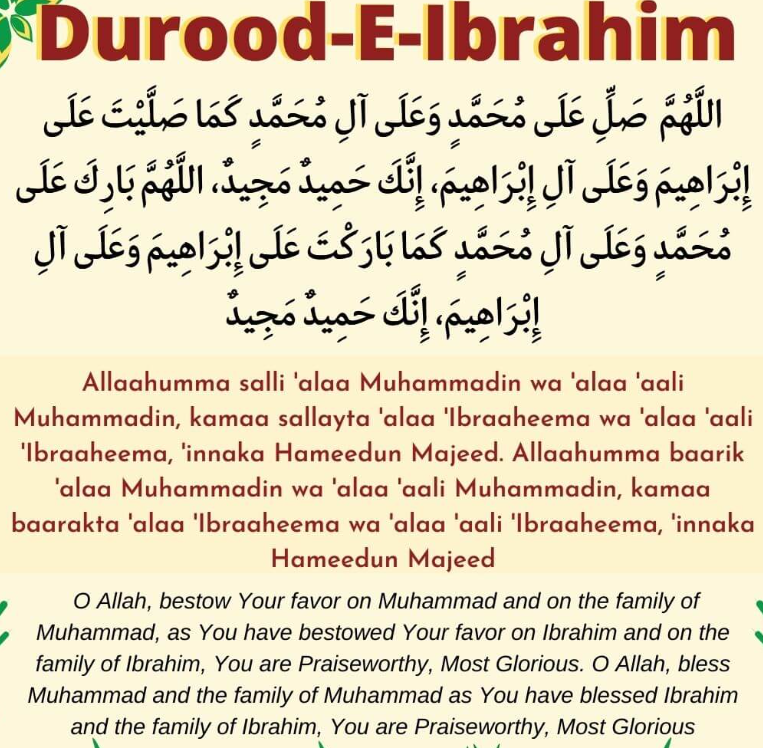 Durood-E-Ibrahim
اللَّهُمَّ صَلِّ عَلَى مُحَمَّدٍ وَعَلَى آلِ مُحَمَّدٍ كَمَا صَلَّيْتَ عَلَى
إِبْرَاهِيمَ وَعَلَى آلِ إِبْرَاهِيمَ، إِنَّكَ حَمِيدٌ مَجِيدٌ، اللَّهُمَّ بَارِكَ عَلَى
مُحَمَّدٍ وَعَلَى آلِ مُحَمَّدٍ كَمَا بَارَكْتَ عَلَى إِبْرَاهِيمَ وَعَلَى آلِ
إِبْرَاهِيمَ، إِنَّكَ حَمِيدٌ مَجِيدٌ
Allaahumma salli 'alaa Muhammadin wa 'alaa 'aali
Muhammadin, kamaa sallayta 'alaa 'Ibraaheema wa 'alaa 'aali
'Ibraaheema, 'innaka Hameedun Majeed. Allaahumma baarik
'alaa Muhammadin wa 'alaa 'aali Muhammadin, kamaa
baarakta 'alaa 'Ibraaheema wa 'alaa 'aali 'Ibraaheema, 'innaka
Hameedun Majeed
O Allah, bestow Your favor on Muhammad and on the family of
Muhammad, as You have bestowed Your favor on Ibrahim and on the
family of Ibrahim, You are Praiseworthy, Most Glorious. O Allah, bless
Muhammad and the family of Muhammad as You have blessed Ibrahim
and the family of Ibrahim, You are Praiseworthy, Most Glorious